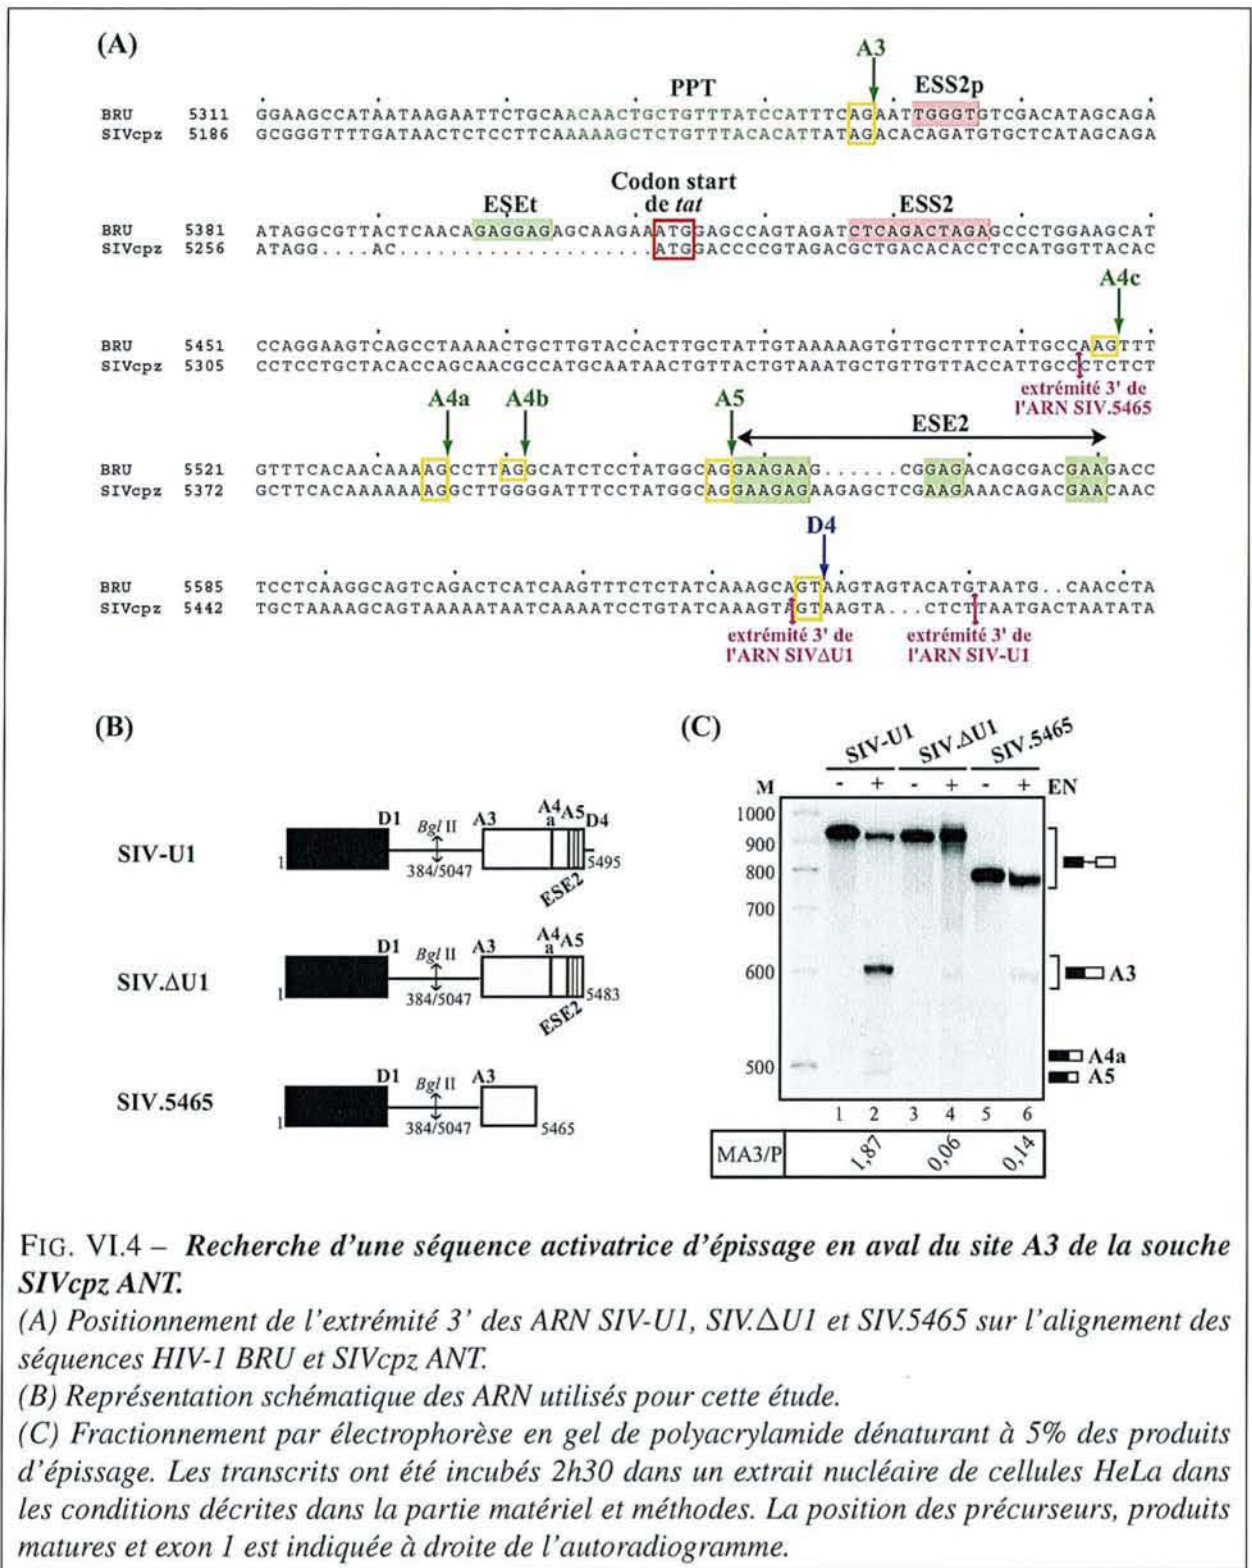 (A)
A3
PPT
ESS2p
BRU 5311 GGAAGCCATAATAAGAATTCTGCAACAACTGCTGTTTATCCATTTCAGAATTGGGTGTCGACATAGCAGA
SIVcpz 5186 GCGGGTTTTGATAACTCTCCTTCAAAAAGCTCTGTTTACACATTATAGACACAGATGTGCTCATAGCAGA
Codon start
de tat
ESEt
ESS2
BRU 5381 ATAGGCGTTACTCAACAGAGGAGAGCAAGAAATGGAGCCAGTAGATCCTCAGACTAGAGCCCTGGAAGCAT
SIVcpz 5256 ATAGG....AC....................ATGGACCCCGTAGACGCTGACACACCTCCATGGTTACAC
A4c
BRU 5451 CCAGGAAGTCAGCCTAAAACTGCTTGTACCACTTGCTATTGTAAAAAGTGTTGCTTTCATTGCCAAGTTT
SIVcpz 5305 CCTCCTGCTACACCAGCAACGCCATGCAATAACTGTTACTGTAAATGCTGTTGTTACCATTGCCCTCTCT
extrémité 3' de
l'ARN SIV.5465
A4a
A4b
A5
ESE2
BRU 5521 GTTTCACAACAAAAGCCTTAGGCATCTCCTATGGCAGGAAGAAG......CGGAGACAGCGACGAAGACC
SIVcpz 5372 GCTTCACAAAAAAAGGCTTGGGGATTTCCTATGGCAGGAAGAGAAGAGCTCGAAGAAACAGACGAACAAC
D4
BRU 5585 TCCTCAAGGCAGTCAGACTCATCAAGTTTCTCTATCAAAGCAGTAAGTAGTACATGTAATG..CAACCTA
SIVcpz 5442 TGCTAAAAGCAGTAAAAATAATCAAAATCCTGTATCAAAGTAGTAAGTA...CTCTTAATGACTAATATA
extrémité 3' de
l'ARN SIVΔU1
extrémité 3' de
l'ARN SIV-U1
(B)
SIV-U1
1
D1
Bgl II
384/5047
A3
A4
a
A5
D4
5495
ESE2
SIV.ΔU1
1
D1
Bgl II
384/5047
A3
A4
a
A5
5483
ESE2
SIV.5465
1
D1
Bgl II
384/5047
A3
5465
(C)
SIV-U1 SIV.ΔU1 SIV.5465
M - + - + - + EN
1000
900
800
700
600
500
A3
A4a
A5
1 2 3 4 5 6
MA3/P 1,87 0,06 0,14
FIG. VI.4 – Recherche d'une séquence activatrice d'épissage en aval du site A3 de la souche
SIVcpz ANT.
(A) Positionnement de l'extrémité 3' des ARN SIV-U1, SIV.ΔU1 et SIV.5465 sur l'alignement des
séquences HIV-1 BRU et SIVcpz ANT.
(B) Représentation schématique des ARN utilisés pour cette étude.
(C) Fractionnement par électrophorèse en gel de polyacrylamide dénaturant à 5% des produits
d'épissage. Les transcrits ont été incubés 2h30 dans un extrait nucléaire de cellules HeLa dans
les conditions décrites dans la partie matériel et méthodes. La position des précurseurs, produits
matures et exon 1 est indiquée à droite de l'autoradiogramme.